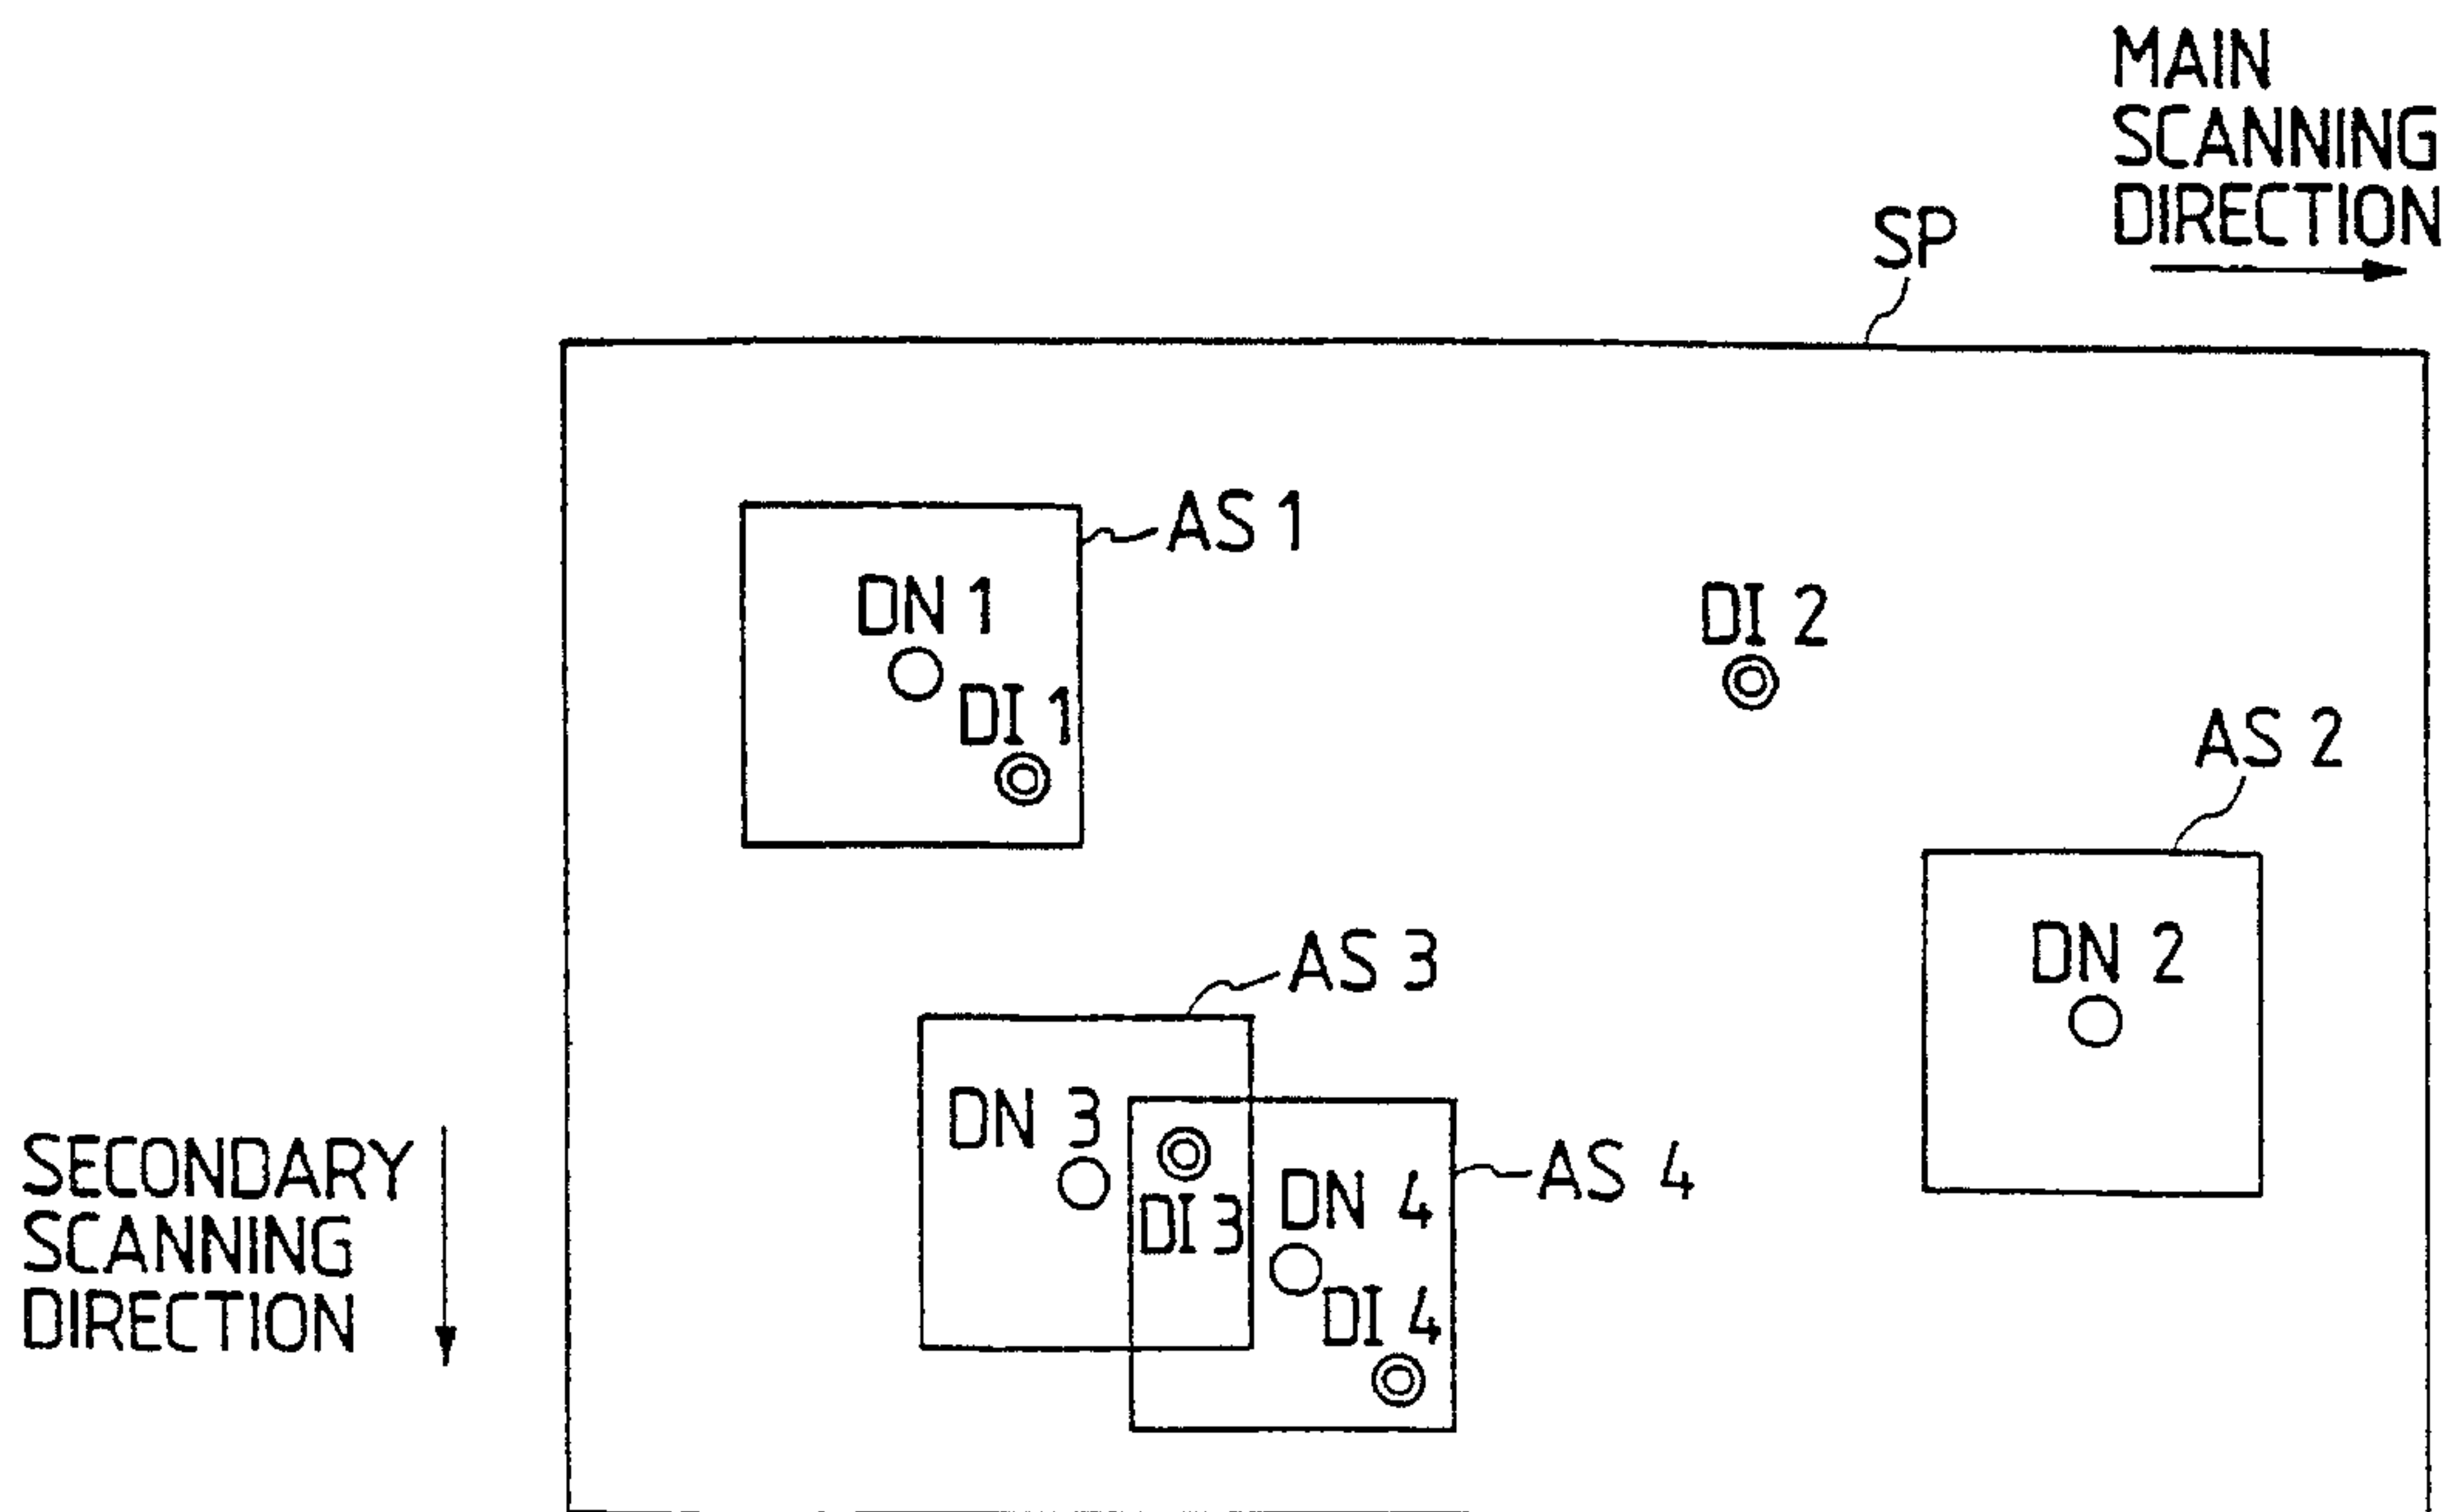 MAIN
SCANNING
DIRECTION
SP
AS 1
DN 1
DI 1
DI 2
AS 2
DN 2
AS 3
DN 3
DI 3
DN 4
AS 4
DI 4
SECONDARY
SCANNING
DIRECTION